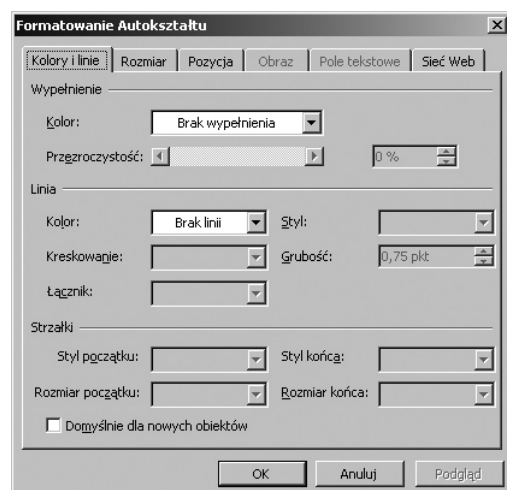 Formatowanie Autokształtu
Kolory i linie Rozmiar Pozycja Obraz Pole tekstowe Sieć Web
Wypełnienie
Kolor: Brak wypełnienia
Przezroczystość: 0 %
Linia
Kolor: Brak linii Styl:
Kreskowanie: Grubość: 0,75 pkt
Łącznik:
Strzałki
Styl początku: Styl końca:
Rozmiar początku: Rozmiar końca:
Domyślnie dla nowych obiektów
OK Anuluj Podgląd